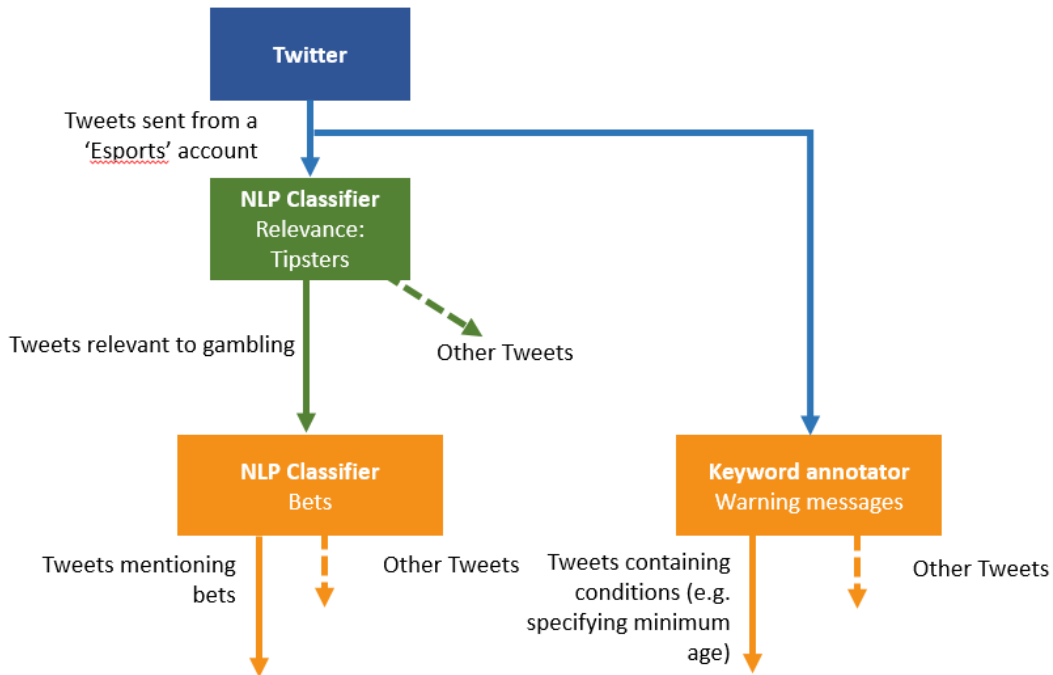 Twitter
Tweets sent from a
‘Esports’ account
NLP Classifier
Relevance:
Tipsters
Tweets relevant to gambling
Other Tweets
NLP Classifier
Bets
Keyword annotator
Warning messages
Tweets mentioning
bets
Other Tweets
Tweets containing
conditions (e.g.
specifying minimum
age)
Other Tweets